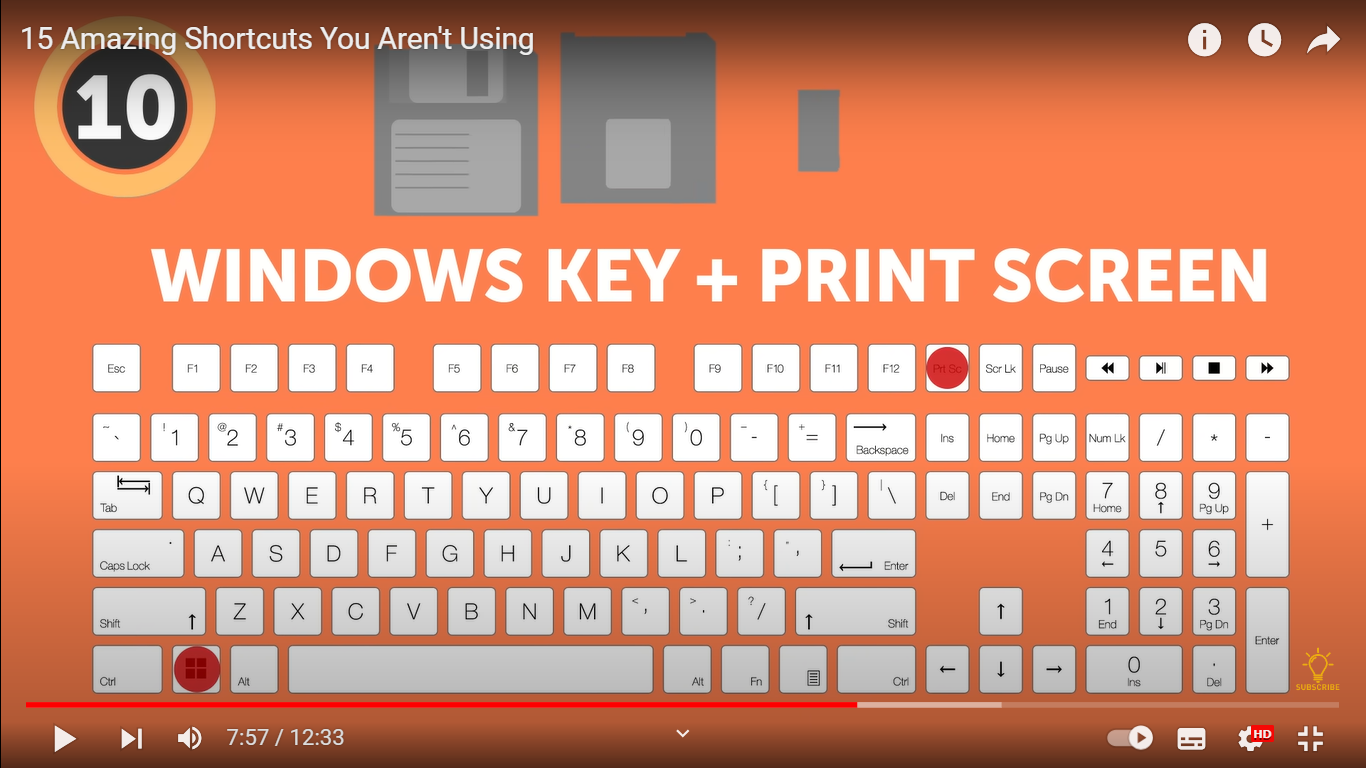 15 Amazing Shortcuts You Aren't Using
10
WINDOWS KEY + PRINT SCREEN
Esc F1 F2 F3 F4 F5 F6 F7 F8 F9 F10 F11 F12 Prt Sc Scr Lk Pause
~ ` ! 1 @ 2 # 3 $ 4 % 5 ^ 6 & 7 * 8 ( 9 ) 0 – - + = Backspace Ins Home Pg Up Num Lk / * -
Tab Q W E R T Y U I O P { [ } ] | \ Del End Pg Dn 7 Home 8 ↑ 9 Pg Up +
Caps Lock A S D F G H J K L : ; " , Enter 4 ← 5 6 →
Shift ↑ Z X C V B N M < , > . ? / ↑ Shift ↑ 1 End 2 ↓ 3 Pg Dn Enter
Ctrl Alt Alt Fn Ctrl ← ↓ → 0 Ins . Del
SUBSCRIBE
7:57 / 12:33
HD